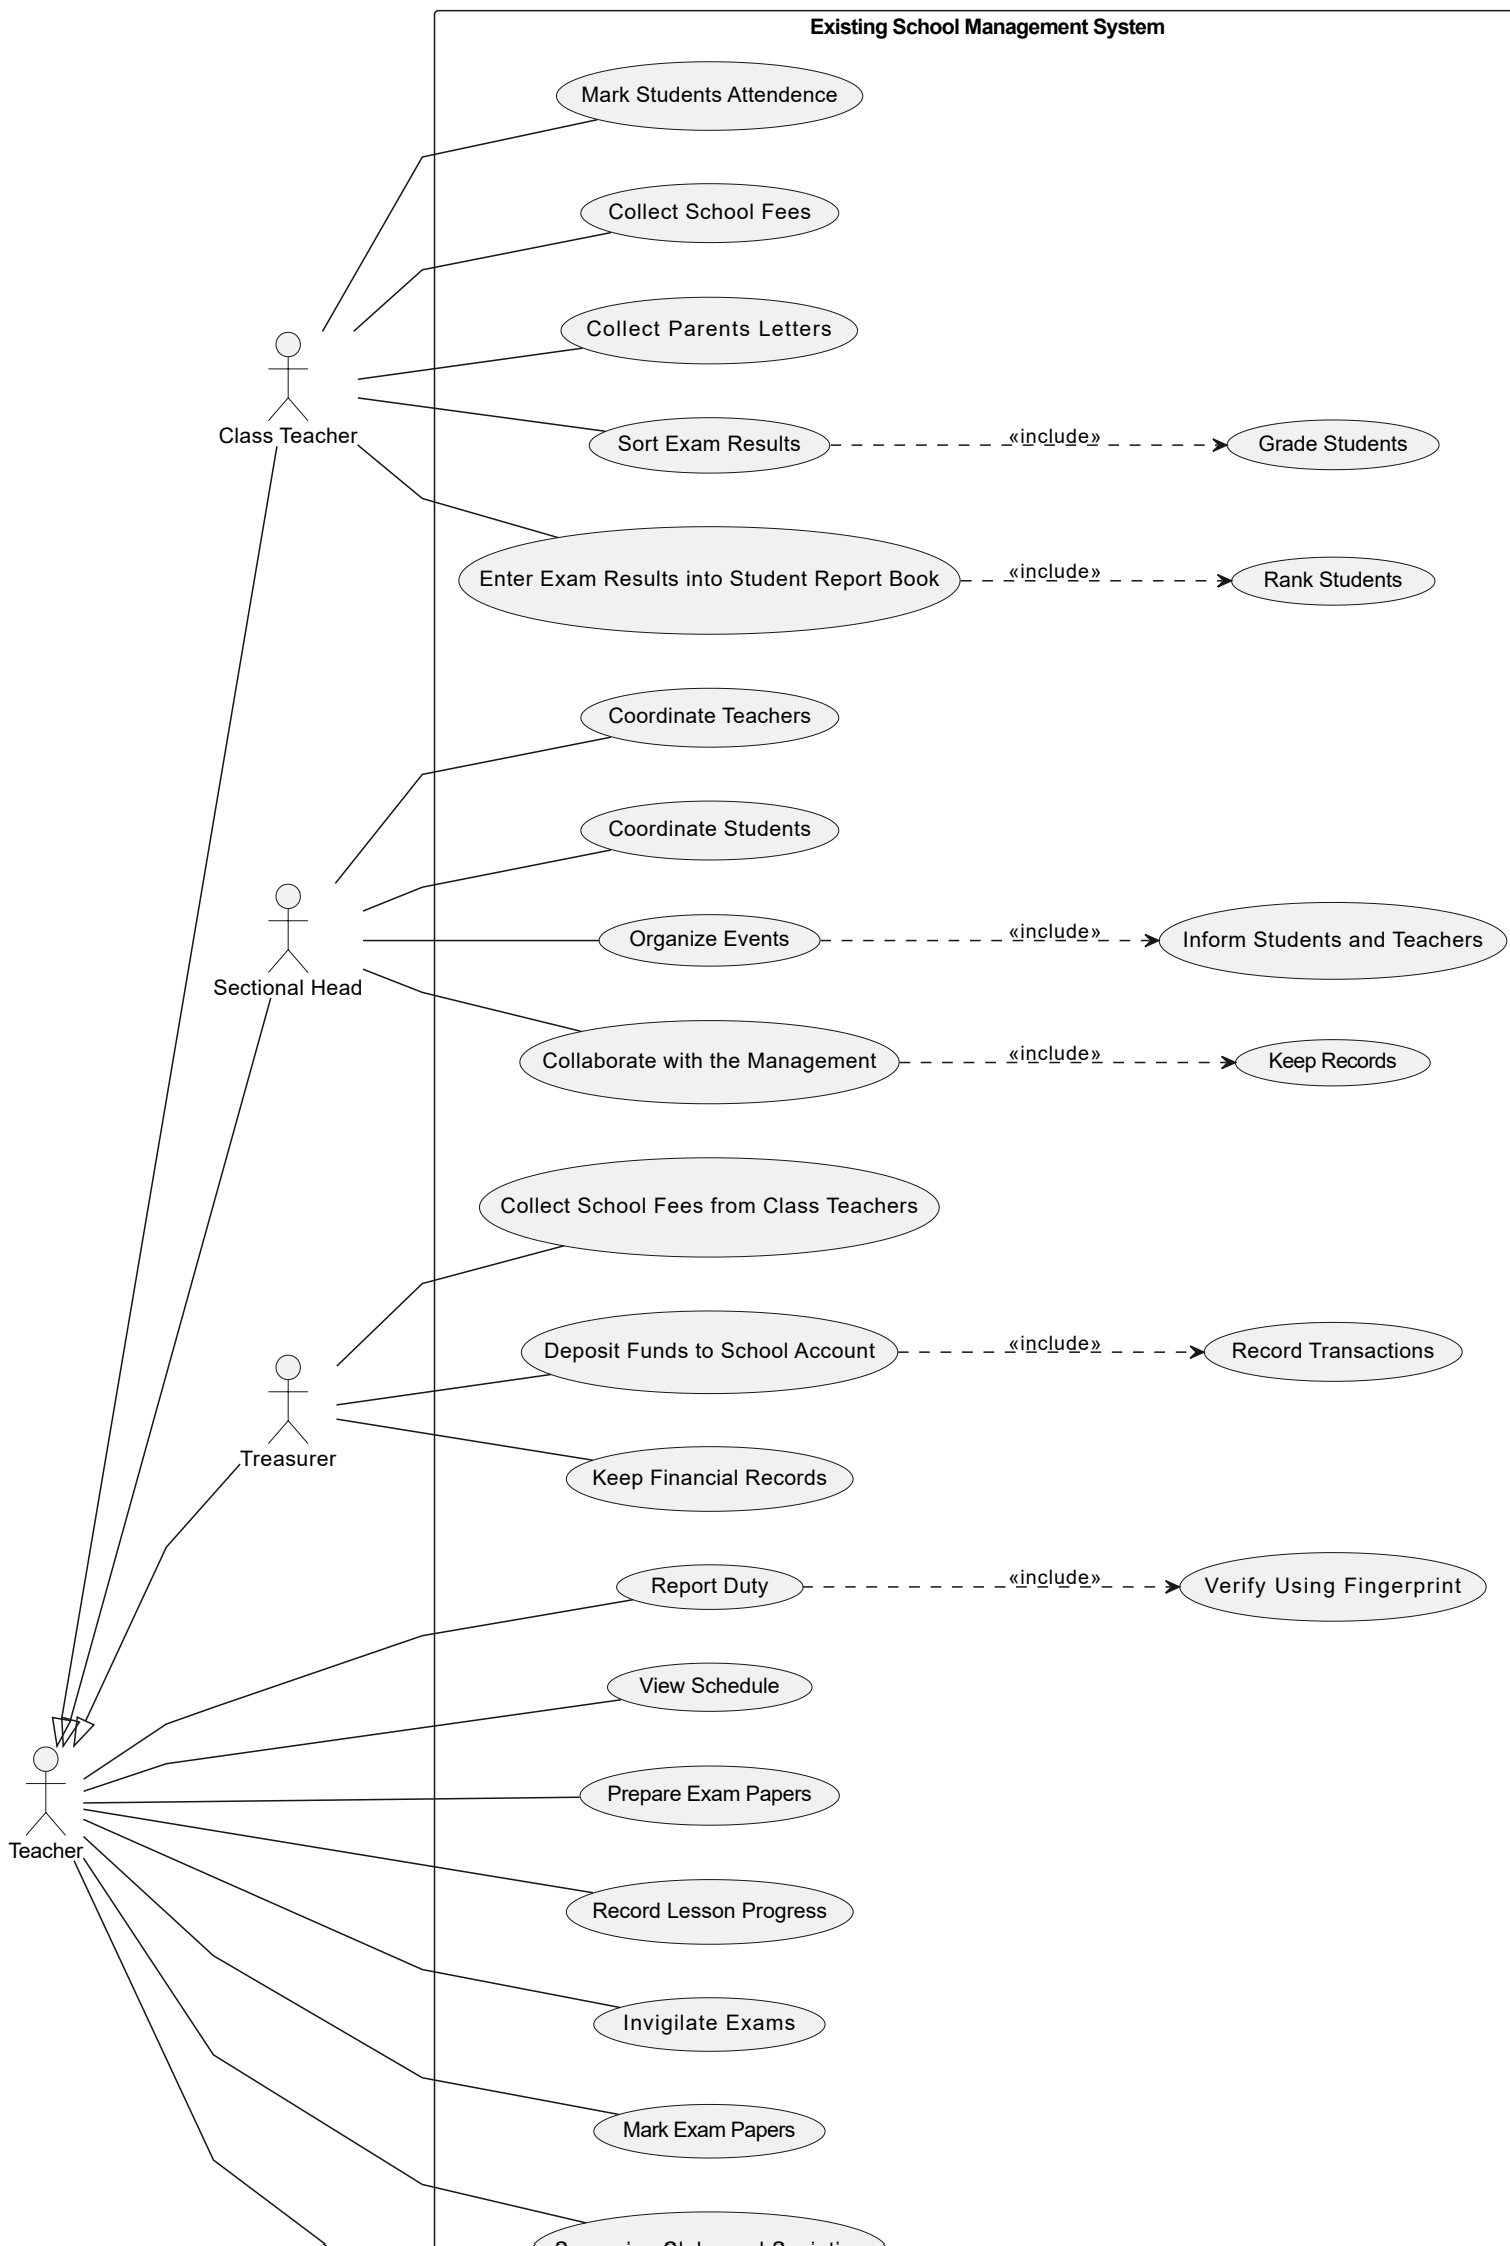 Existing School Management System
Mark Students Attendence
Collect School Fees
Collect Parents Letters
Class Teacher
Sort Exam Results
«include»
Grade Students
Enter Exam Results into Student Report Book
«include»
Rank Students
Coordinate Teachers
Coordinate Students
Organize Events
«include»
Inform Students and Teachers
Sectional Head
Collaborate with the Management
«include»
Keep Records
Collect School Fees from Class Teachers
Deposit Funds to School Account
«include»
Record Transactions
Treasurer
Keep Financial Records
Report Duty
«include»
Verify Using Fingerprint
View Schedule
Prepare Exam Papers
Teacher
Record Lesson Progress
Invigilate Exams
Mark Exam Papers